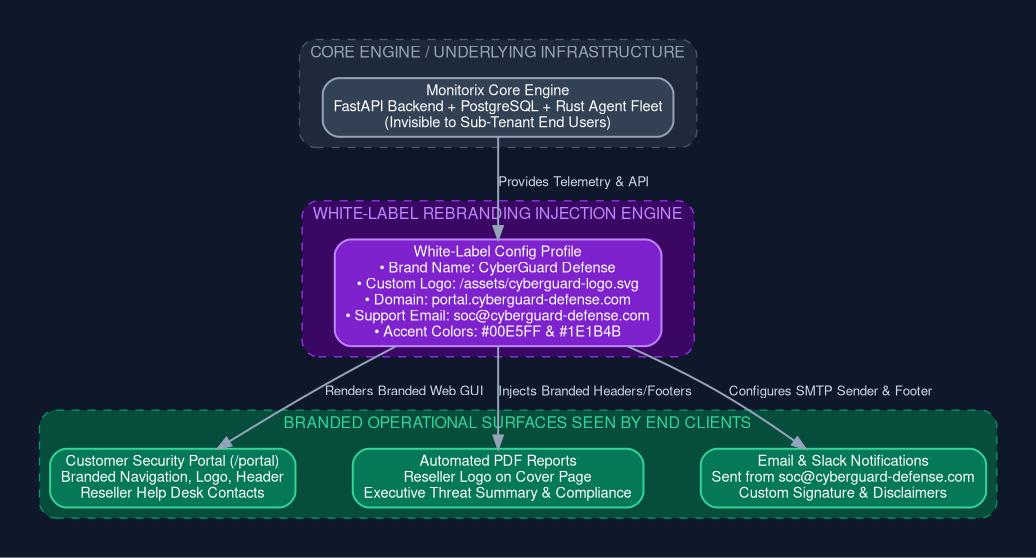 CORE ENGINE / UNDERLYING INFRASTRUCTURE
Monitorix Core Engine
FastAPI Backend + PostgreSQL + Rust Agent Fleet
(Invisible to Sub-Tenant End Users)
Provides Telemetry & API
WHITE-LABEL REBRANDING INJECTION ENGINE
White-Label Config Profile
• Brand Name: CyberGuard Defense
• Custom Logo: /assets/cyberguard-logo.svg
• Domain: portal.cyberguard-defense.com
• Support Email: soc@cyberguard-defense.com
• Accent Colors: #00E5FF & #1E1B4B
Renders Branded Web GUI
Injects Branded Headers/Footers
Configures SMTP Sender & Footer
BRANDED OPERATIONAL SURFACES SEEN BY END CLIENTS
Customer Security Portal (/portal)
Branded Navigation, Logo, Header
Reseller Help Desk Contacts
Automated PDF Reports
Reseller Logo on Cover Page
Executive Threat Summary & Compliance
Email & Slack Notifications
Sent from soc@cyberguard-defense.com
Custom Signature & Disclaimers